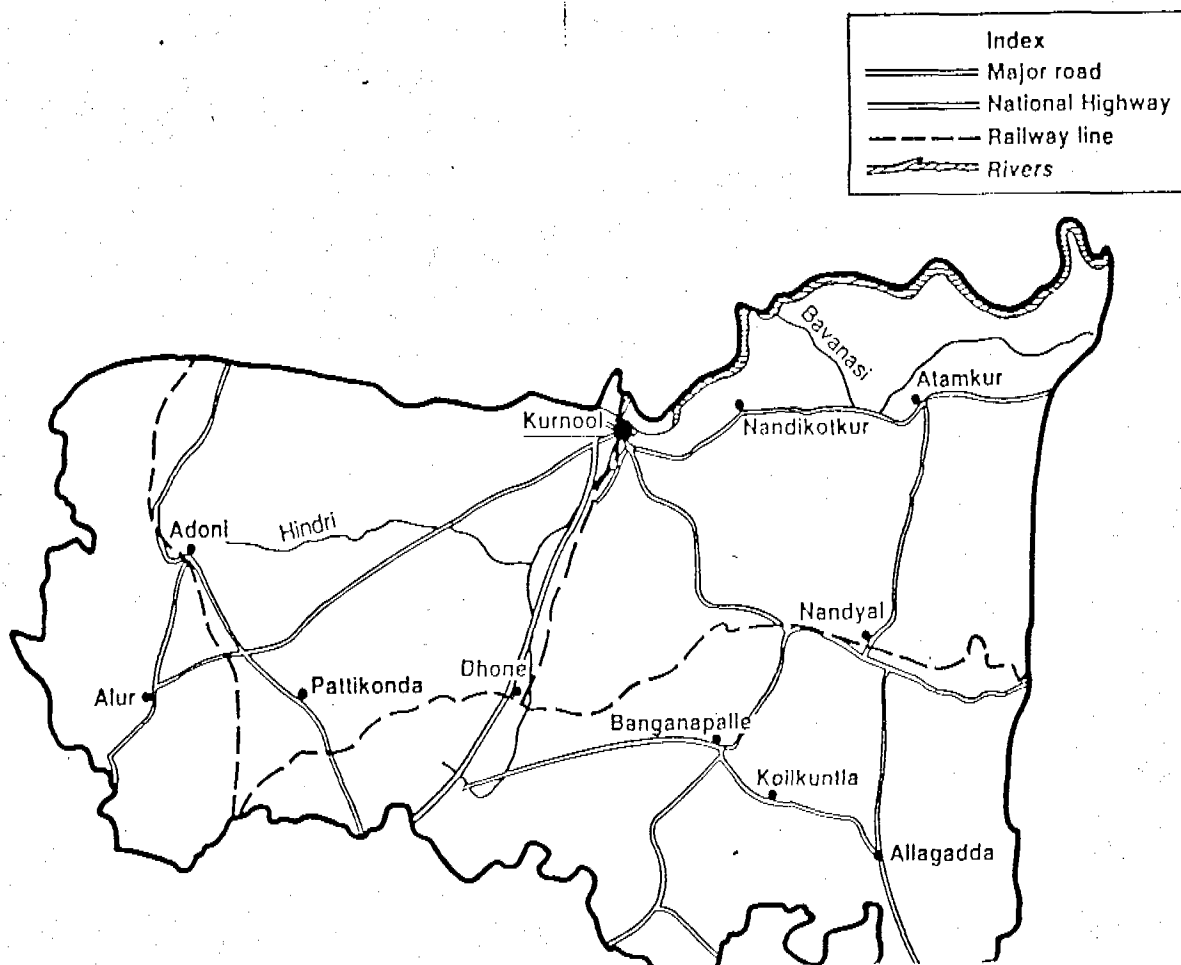 Index
Major road
National Highway
Railway line
Rivers
Bavanasi
Atamkur
Kurnool
Nandikotkur
Adoni
Hindri
Nandyal
Alur
Pattikonda
Dhone
Banganapalle
Koilkuntla
Allagadda